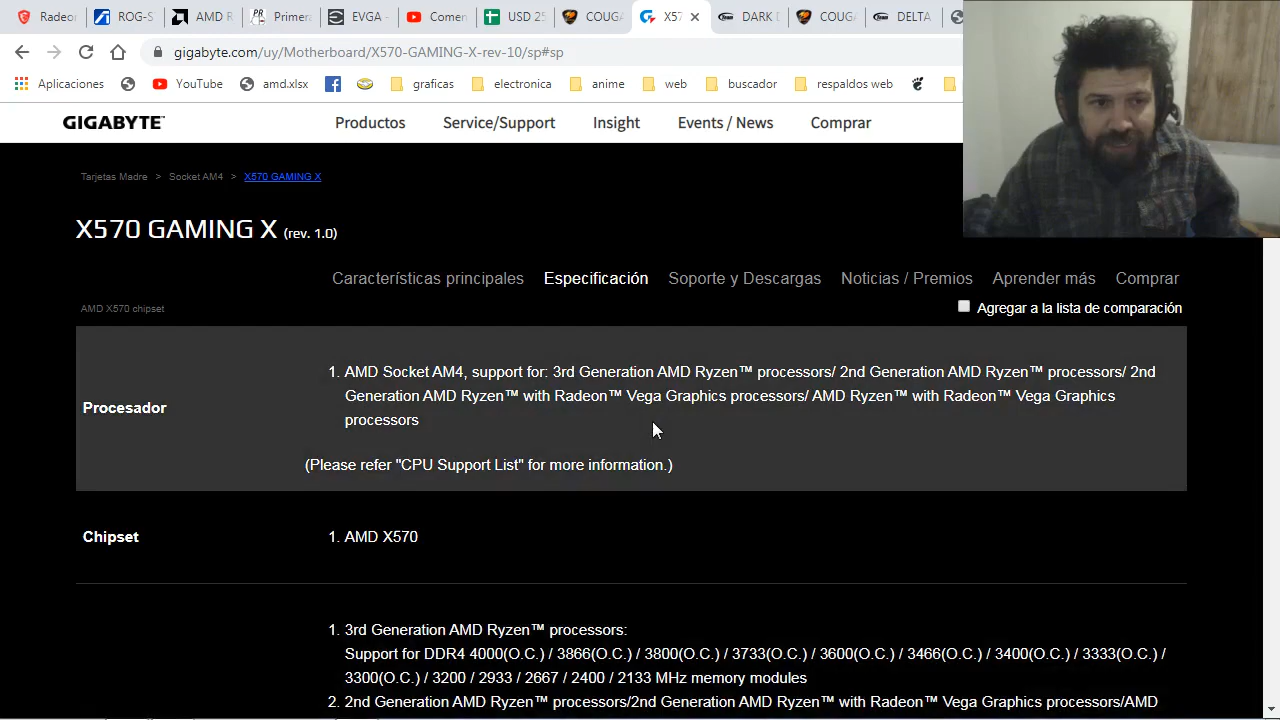 Radeor
ROG-S
AMD R
Primera
EVGA -
Comen
USD 25
COUGA
X57
DARK D
COUGA
DELTA
gigabyte.com/uy/Motherboard/X570-GAMING-X-rev-10/sp#sp
Aplicaciones
YouTube
amd.xlsx
graficas
electronica
anime
web
buscador
respaldos web
GIGABYTE™
Productos
Service/Support
Insight
Events / News
Comprar
Tarjetas Madre > Socket AM4 > X570 GAMING X
X570 GAMING X (rev. 1.0)
Características principales
Especificación
Soporte y Descargas
Noticias / Premios
Aprender más
Comprar
AMD X570 chipset
Agregar a la lista de comparación
Procesador
1. AMD Socket AM4, support for: 3rd Generation AMD Ryzen™ processors/ 2nd Generation AMD Ryzen™ processors/ 2nd
Generation AMD Ryzen™ with Radeon™ Vega Graphics processors/ AMD Ryzen™ with Radeon™ Vega Graphics
processors
(Please refer "CPU Support List" for more information.)
Chipset
1. AMD X570
1. 3rd Generation AMD Ryzen™ processors:
Support for DDR4 4000(O.C.) / 3866(O.C.) / 3800(O.C.) / 3733(O.C.) / 3600(O.C.) / 3466(O.C.) / 3400(O.C.) / 3333(O.C.) /
3300(O.C.) / 3200 / 2933 / 2667 / 2400 / 2133 MHz memory modules
2. 2nd Generation AMD Ryzen™ processors/2nd Generation AMD Ryzen™ with Radeon™ Vega Graphics processors/AMD